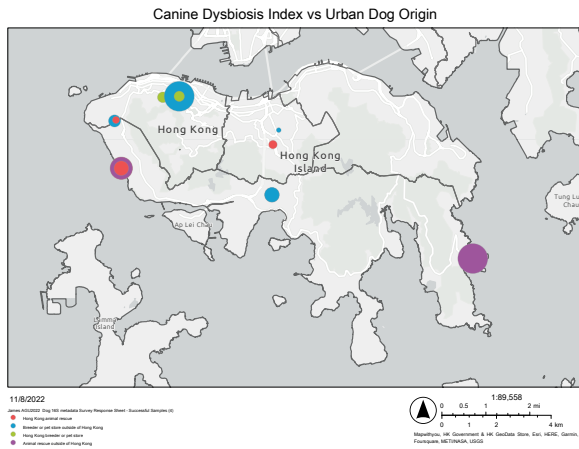 Canine Dysbiosis Index vs Urban Dog Origin
Hong Kong
Hong Kong
Island
Ap Lei Chau
Tung Lu
Chau
Lamma
Island
11/8/2022
1:89,558
James AGU2022 Dog 16S metadata Survey Response Sheet - Successful Samples (4)
Hong Kong animal rescue
Breeder or pet store outside of Hong Kong
Hong Kong breeder or pet store
Animal rescue outside of Hong Kong
0 0.5 1 2 mi
0 1 2 4 km
Mapwithyou, HK Government & HK GeoData Store, Esri, HERE, Garmin,
Foursquare, METI/NASA, USGS